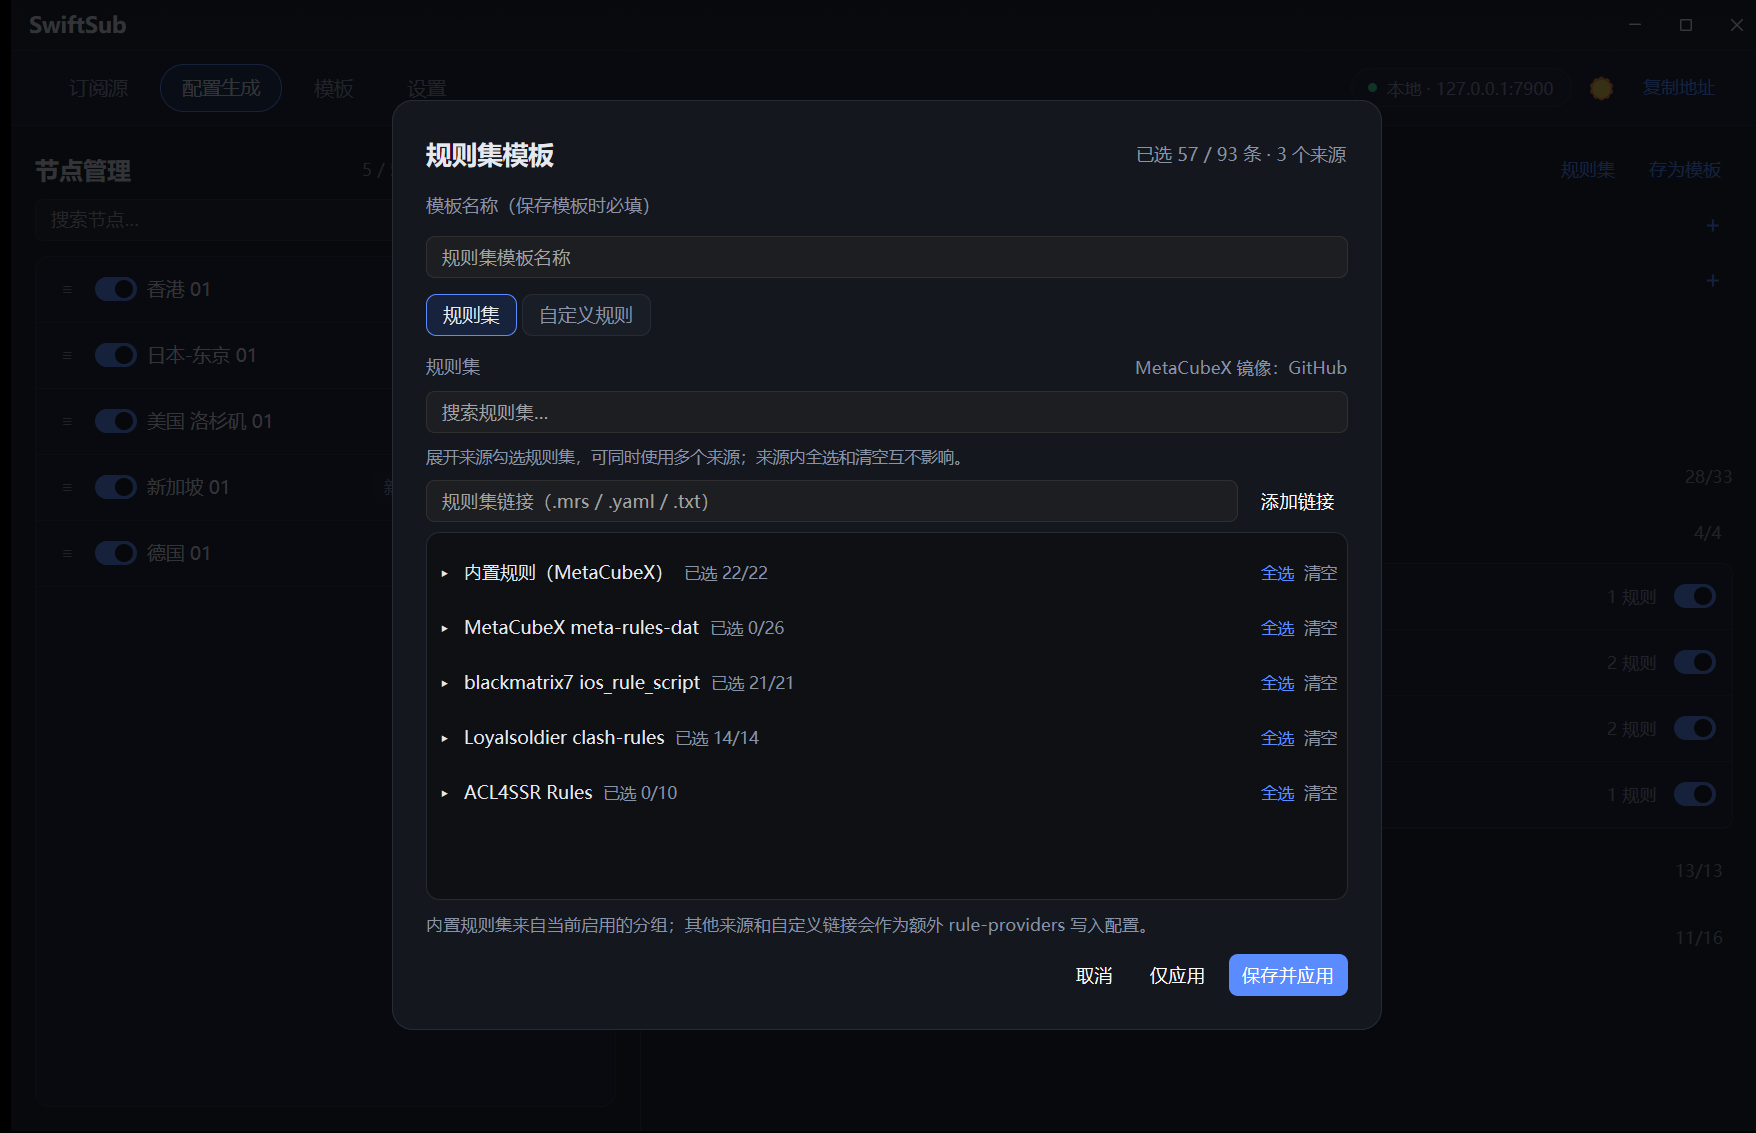 SwiftSub
订阅源
配置生成
模板
设置
本地 · 127.0.0.1:7900
复制地址
节点管理
5 /
规则集
存为模板
搜索节点...
香港 01
日本-东京 01
美国 洛杉矶 01
新加坡 01
德国 01
规则集模板
已选 57 / 93 条 · 3 个来源
模板名称（保存模板时必填）
规则集模板名称
规则集
自定义规则
规则集
MetaCubeX 镜像：GitHub
搜索规则集...
展开来源勾选规则集，可同时使用多个来源；来源内全选和清空互不影响。
规则集链接（.mrs / .yaml / .txt）
添加链接
内置规则（MetaCubeX） 已选 22/22 全选 清空
MetaCubeX meta-rules-dat 已选 0/26 全选 清空
blackmatrix7 ios_rule_script 已选 21/21 全选 清空
Loyalsoldier clash-rules 已选 14/14 全选 清空
ACL4SSR Rules 已选 0/10 全选 清空
内置规则集来自当前启用的分组；其他来源和自定义链接会作为额外 rule-providers 写入配置。
取消
仅应用
保存并应用
28/33
4/4
1 规则
2 规则
2 规则
1 规则
13/13
11/16